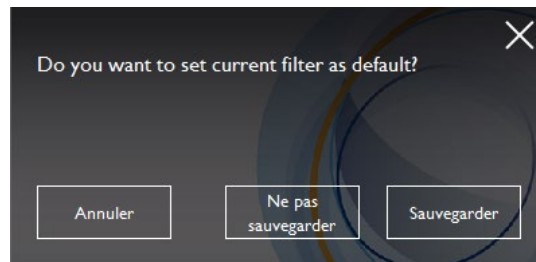 Do you want to set current filter as default?
Annuler
Ne pas
sauvegarder
Sauvegarder